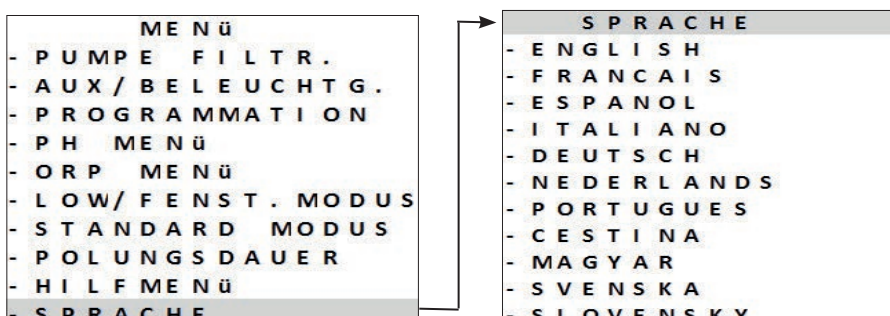 MENü
- PUMPE FILTR.
- AUX/BELEUCHTG.
- PROGRAMMATION
- PH MENü
- ORP MENü
- LOW/FENST. MODUS
- STANDARD MODUS
- POLUNGSDAUER
- HILFMENü
- SPRACHE
SPRACHE
- ENGLISH
- FRANCAIS
- ESPANOL
- ITALIANO
- DEUTSCH
- NEDERLANDS
- PORTUGUES
- CESTINA
- MAGYAR
- SVENSKA
- SLOVENSKY